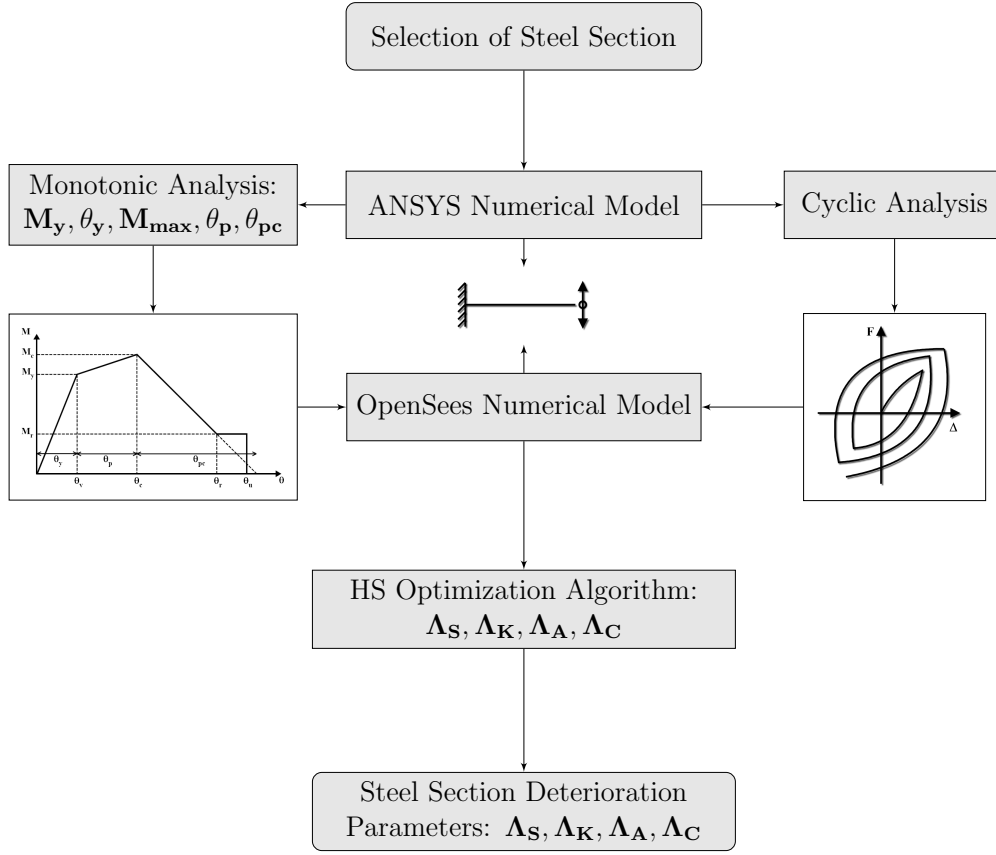 Selection of Steel Section
Monotonic Analysis:
M_y, θ_y, M_max, θ_p, θ_pc
ANSYS Numerical Model
Cyclic Analysis
M
M_c
M_y
M_r
θ_y
θ_p
θ_pc
θ
θ_y
θ_c
θ_r
θ_u
OpenSees Numerical Model
F
Δ
HS Optimization Algorithm:
Λ_S, Λ_K, Λ_A, Λ_C
Steel Section Deterioration
Parameters: Λ_S, Λ_K, Λ_A, Λ_C